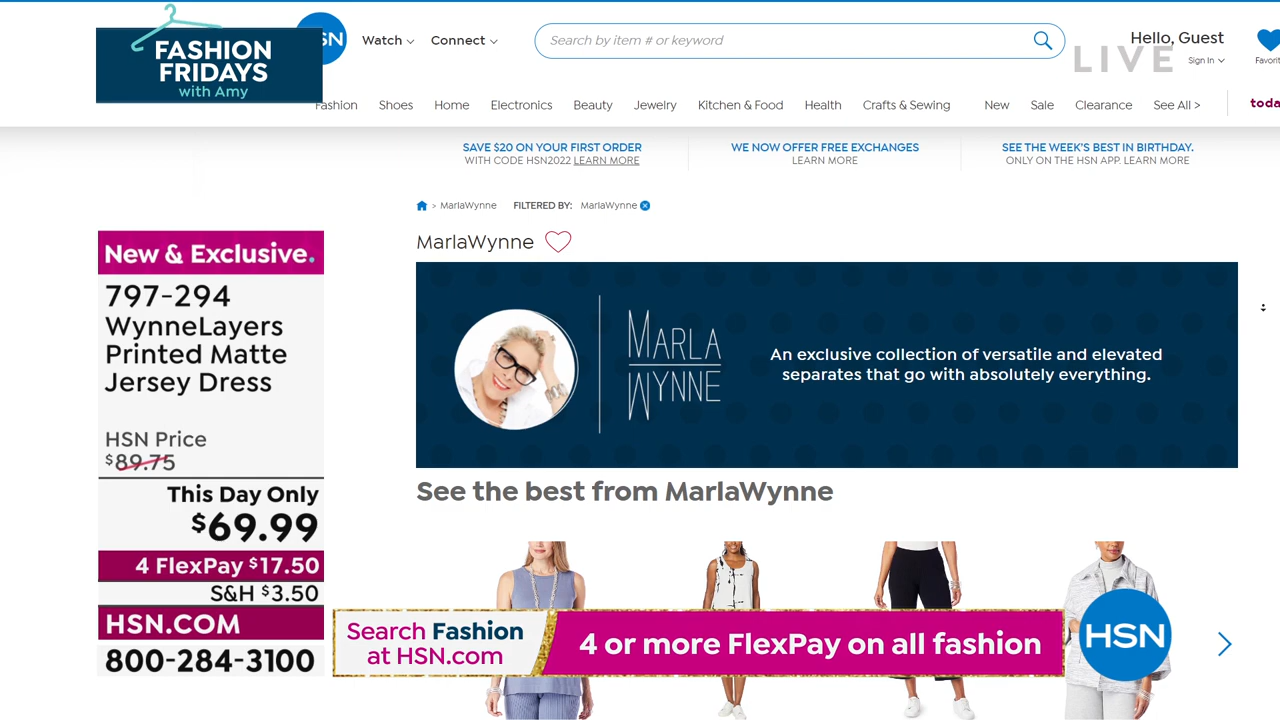 FASHION
FRIDAYS
with Amy
SN
Watch
Connect
Search by item # or keyword
Hello, Guest
LIVE
Sign In
Fashion
Shoes
Home
Electronics
Beauty
Jewelry
Kitchen & Food
Health
Crafts & Sewing
New
Sale
Clearance
See All >
SAVE $20 ON YOUR FIRST ORDER
WITH CODE HSN2022 LEARN MORE
WE NOW OFFER FREE EXCHANGES
LEARN MORE
SEE THE WEEK'S BEST IN BIRTHDAY.
ONLY ON THE HSN APP. LEARN MORE
> MarlaWynne
FILTERED BY: MarlaWynne
MarlaWynne
MARLA
WYNNE
An exclusive collection of versatile and elevated
separates that go with absolutely everything.
See the best from MarlaWynne
New & Exclusive.
797-294
WynneLayers
Printed Matte
Jersey Dress
HSN Price
$89.75
This Day Only
$69.99
4 FlexPay $17.50
S&H $3.50
HSN.COM
800-284-3100
Search Fashion
at HSN.com
4 or more FlexPay on all fashion
HSN